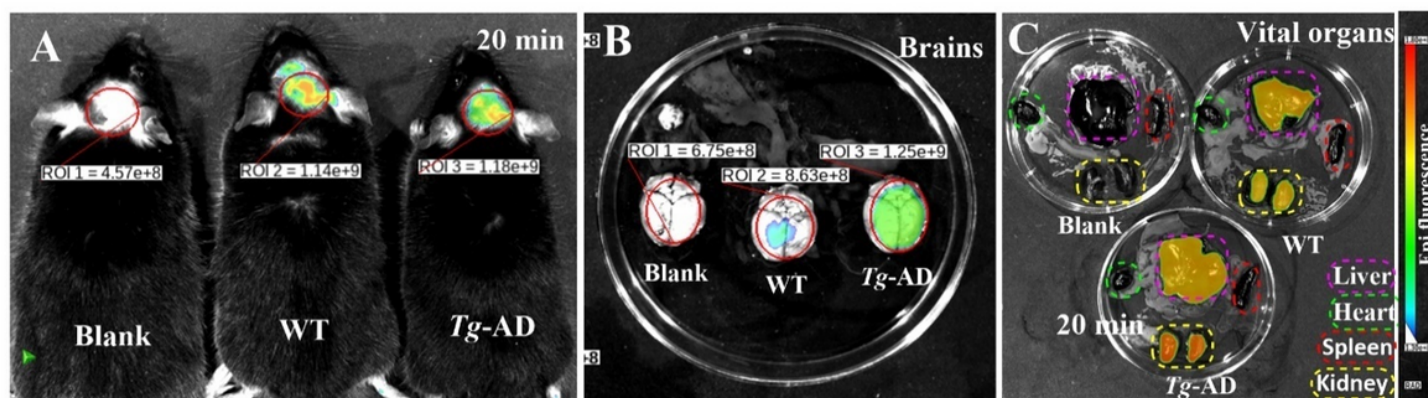 A
20 min
ROI 1 = 4.57e+8
ROI 2 = 1.14e+9
ROI 3 = 1.18e+9
Blank
WT
Tg-AD
B
Brains
ROI 1 = 6.75e+8
ROI 2 = 8.63e+8
ROI 3 = 1.25e+9
Blank
WT
Tg-AD
C
Vital organs
Blank
WT
20 min
Tg-AD
Liver
Heart
Spleen
Kidney
Epi fluorescence